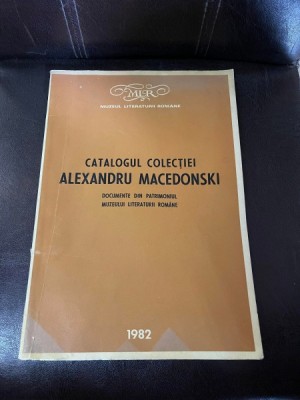 MLR
MUZEUL LITERATURII ROMÂNE
CATALOGUL COLECȚIEI
ALEXANDRU MACEDONSKI
DOCUMENTE DIN PATRIMONIUL
MUZEULUI LITERATURII ROMÂNE
1982